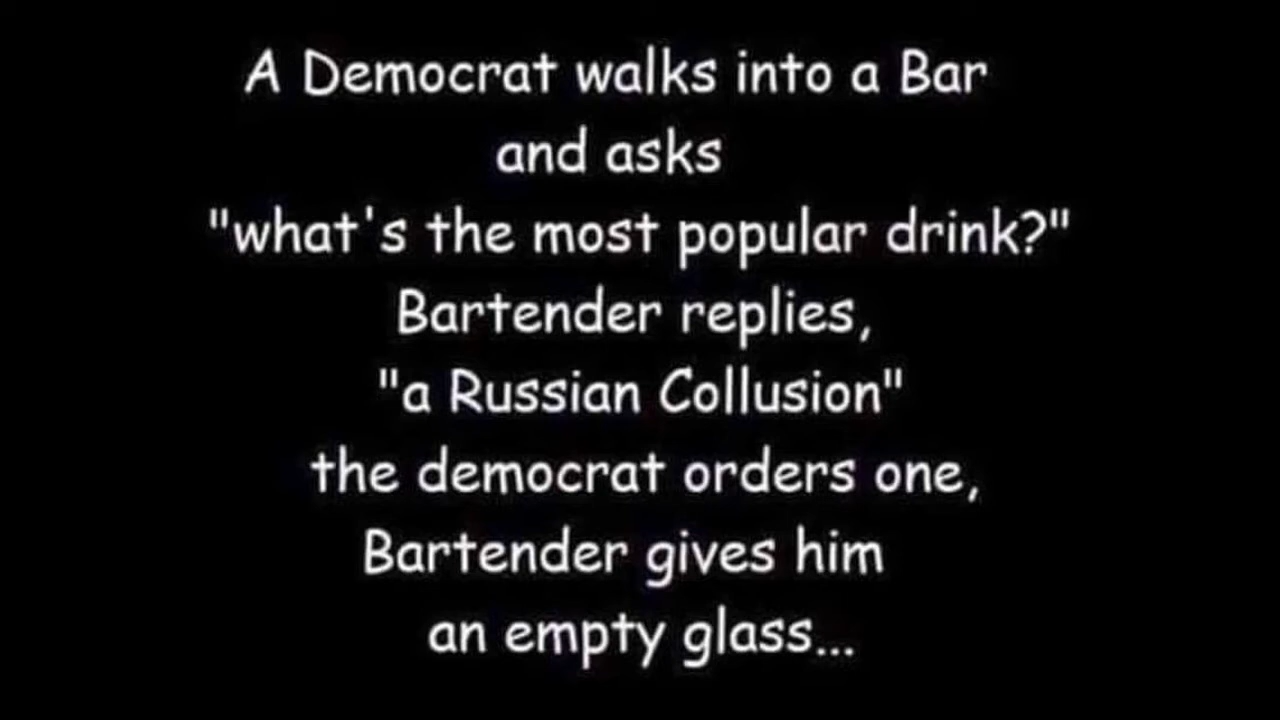 A Democrat walks into a Bar
and asks
"what's the most popular drink?"
Bartender replies,
"a Russian Collusion"
the democrat orders one,
Bartender gives him
an empty glass...